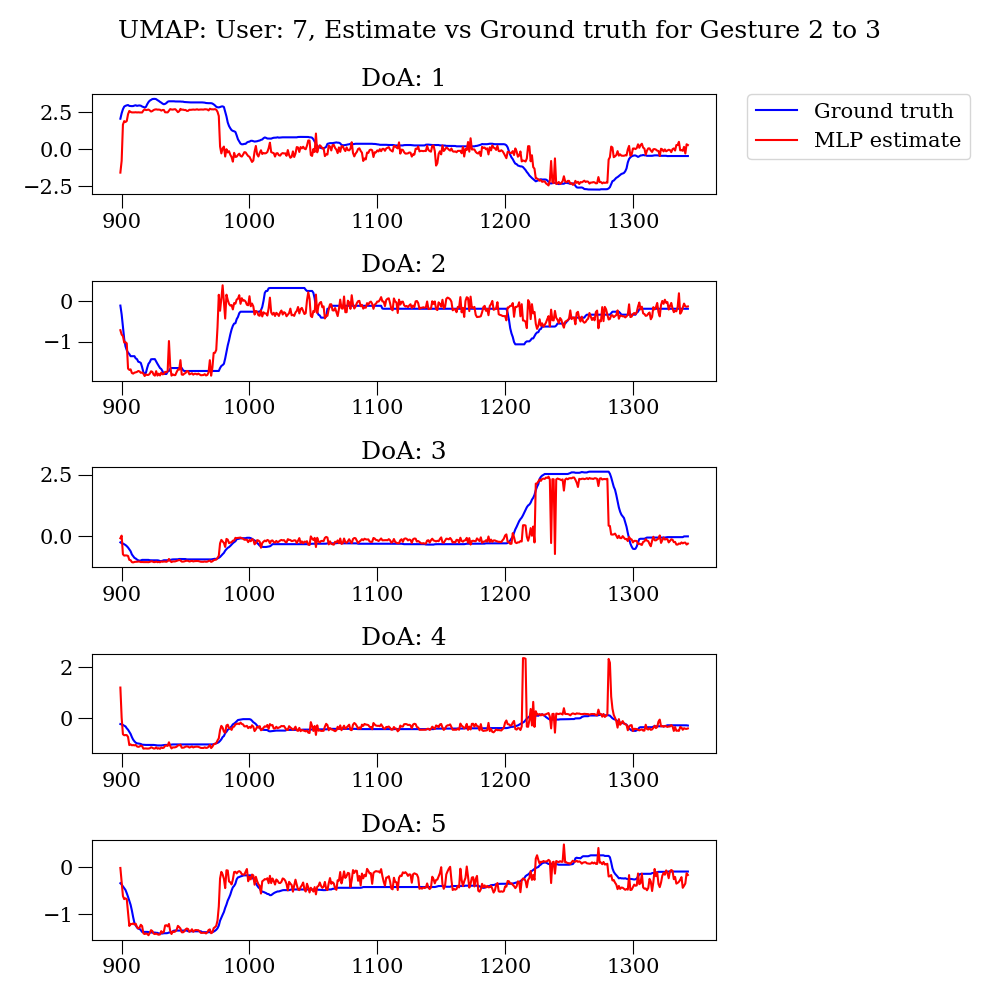 UMAP: User: 7, Estimate vs Ground truth for Gesture 2 to 3
DoA: 1
Ground truth
MLP estimate
2.5
0.0
−2.5
900 1000 1100 1200 1300
DoA: 2
0
−1
900 1000 1100 1200 1300
DoA: 3
2.5
0.0
900 1000 1100 1200 1300
DoA: 4
2
0
900 1000 1100 1200 1300
DoA: 5
0
−1
900 1000 1100 1200 1300